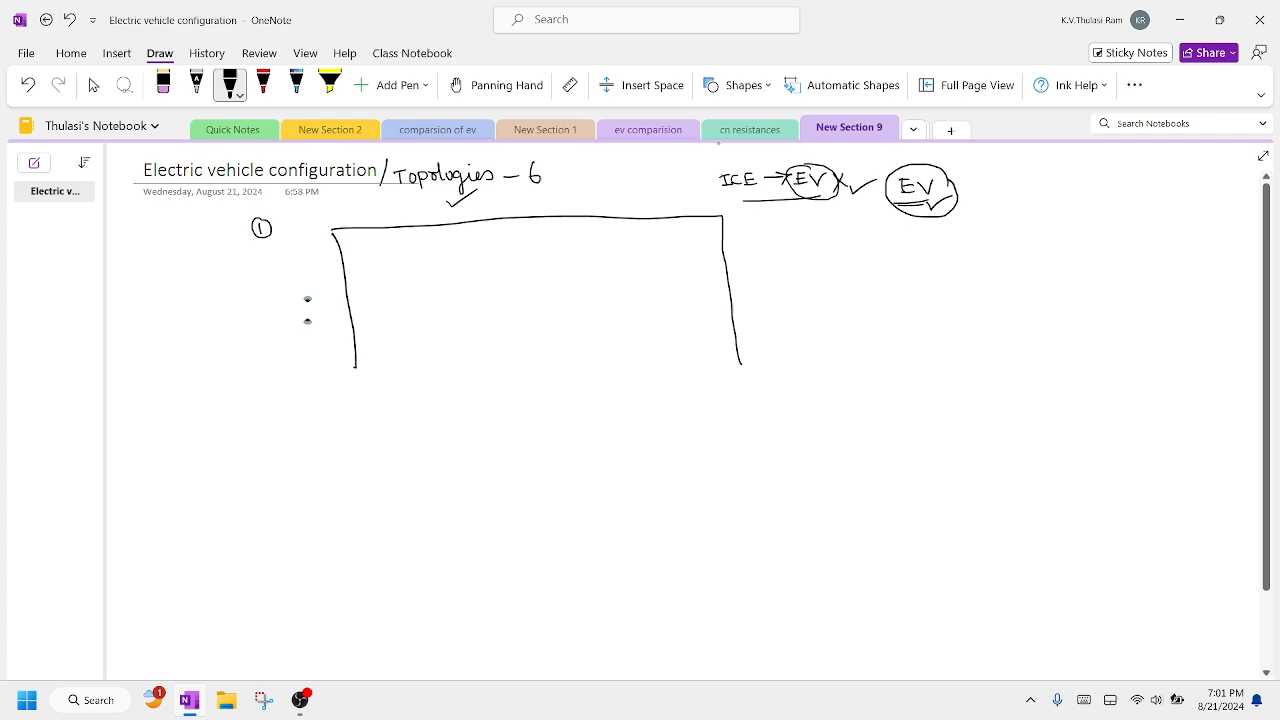 Electric vehicle configuration - OneNote
Search
K.V.Thulasi Ram KR
File Home Insert Draw History Review View Help Class Notebook
Sticky Notes Share
Add Pen Panning Hand Insert Space Shapes Automatic Shapes Full Page View Ink Help
Thulasi's Notebook
Quick Notes New Section 2 comparsion of ev New Section 1 ev comparision cn resistances New Section 9
Search Notebooks
Electric v...
Electric vehicle configuration / Topologies - 6
ICE → EV EV
Wednesday, August 21, 2024 6:58 PM
1
Search
1
7:01 PM
8/21/2024